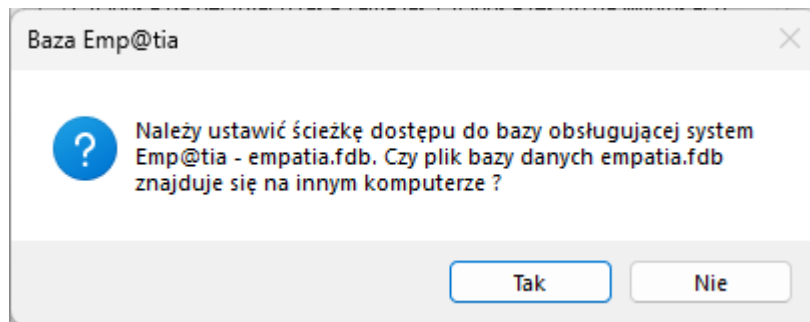 Baza Emp@tia
Należy ustawić ścieżkę dostępu do bazy obsługującej system
Emp@tia - empatia.fdb. Czy plik bazy danych empatia.fdb
znajduje się na innym komputerze ?
Tak Nie